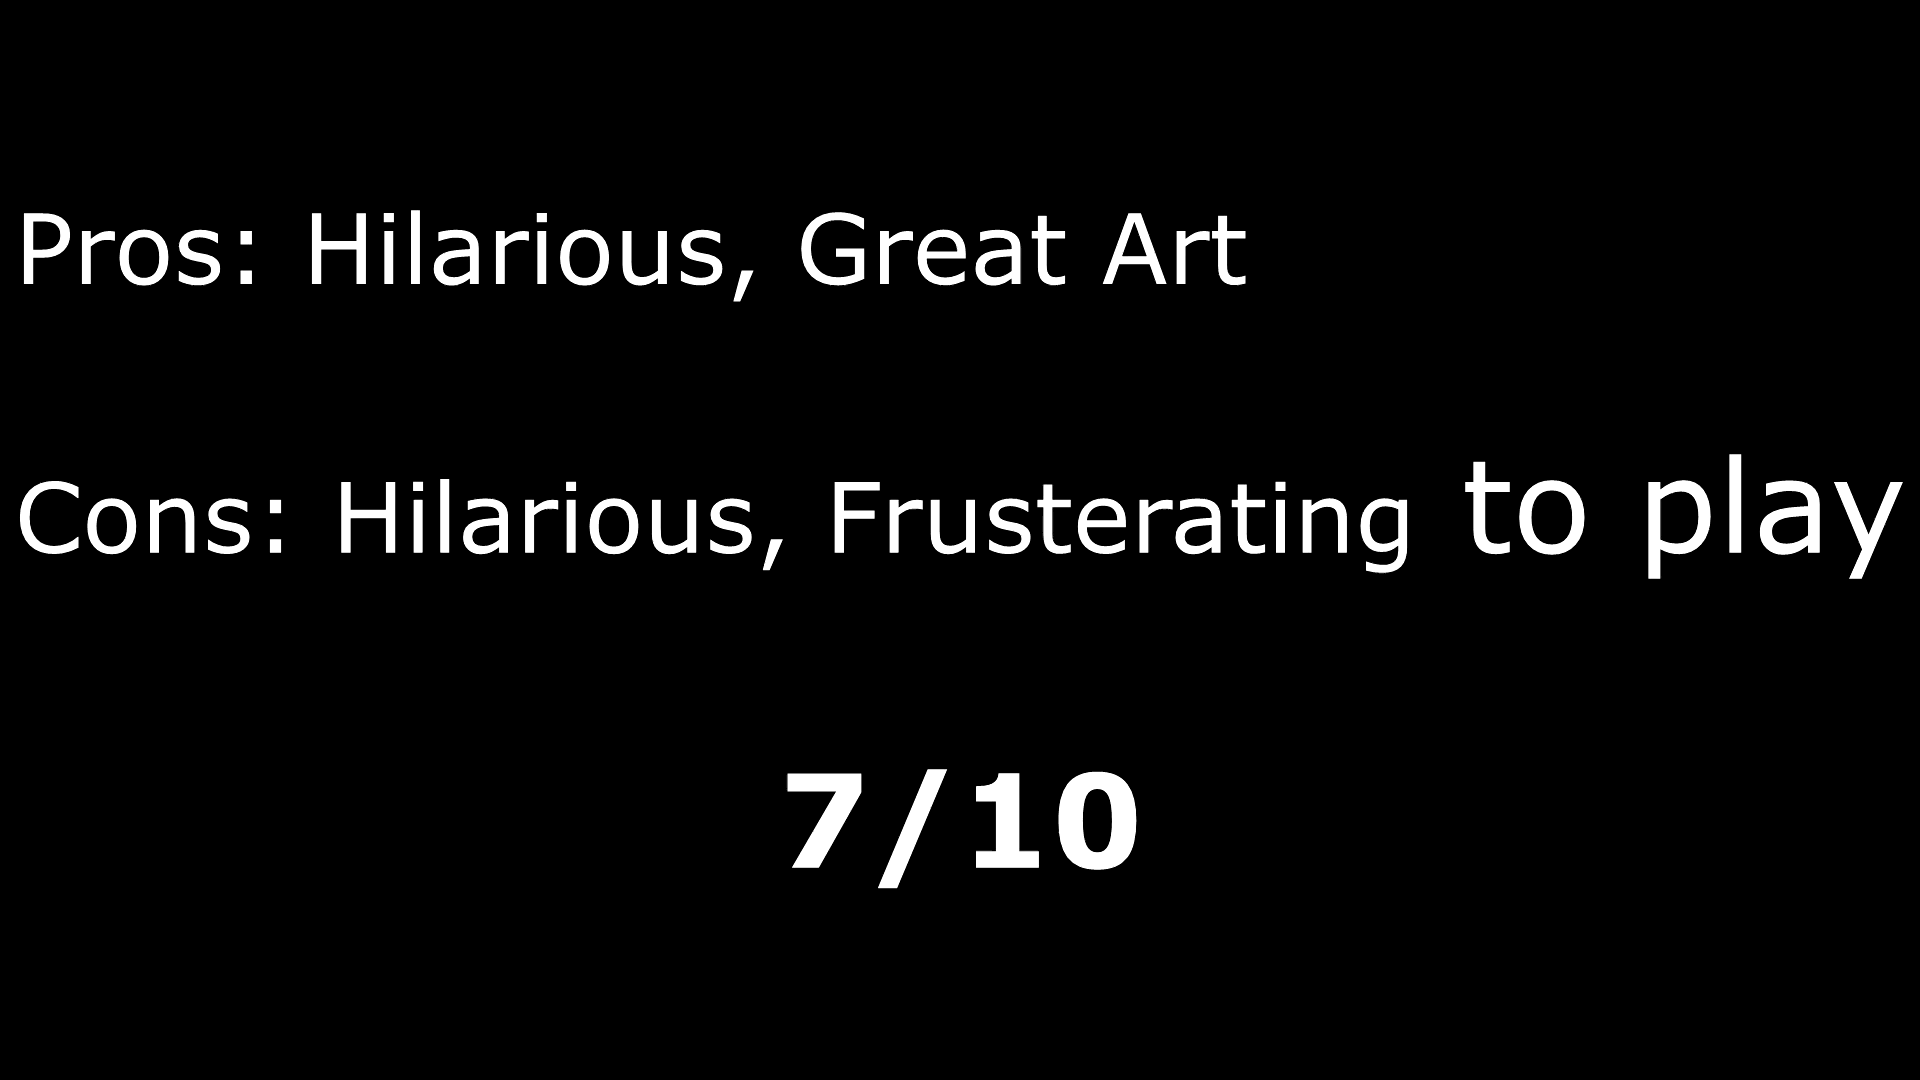 Pros: Hilarious, Great Art
Cons: Hilarious, Frusterating to play
7/10